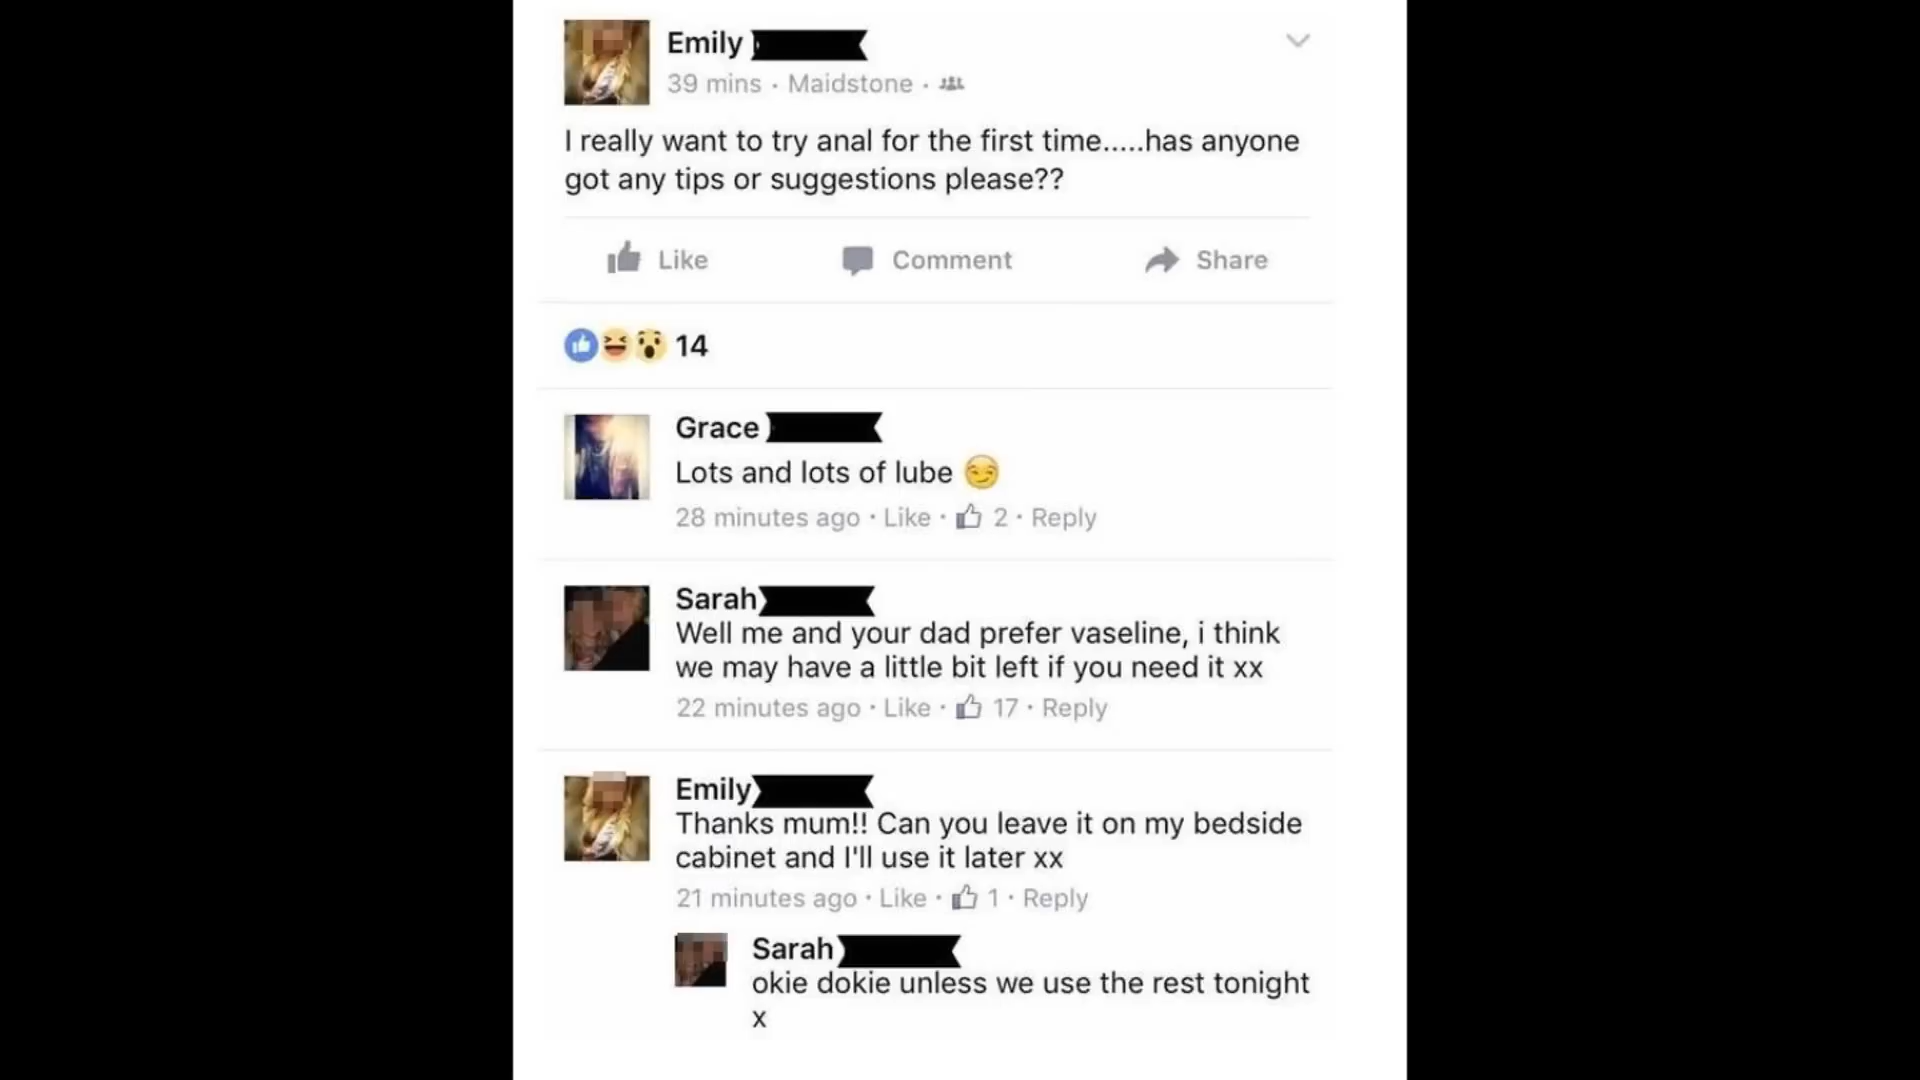 Emily
39 mins · Maidstone ·
I really want to try anal for the first time.....has anyone
got any tips or suggestions please??
Like Comment Share
14
Grace
Lots and lots of lube 😏
28 minutes ago · Like · 2 · Reply
Sarah
Well me and your dad prefer vaseline, i think
we may have a little bit left if you need it xx
22 minutes ago · Like · 17 · Reply
Emily
Thanks mum!! Can you leave it on my bedside
cabinet and I'll use it later xx
21 minutes ago · Like · 1 · Reply
Sarah
okie dokie unless we use the rest tonight
x